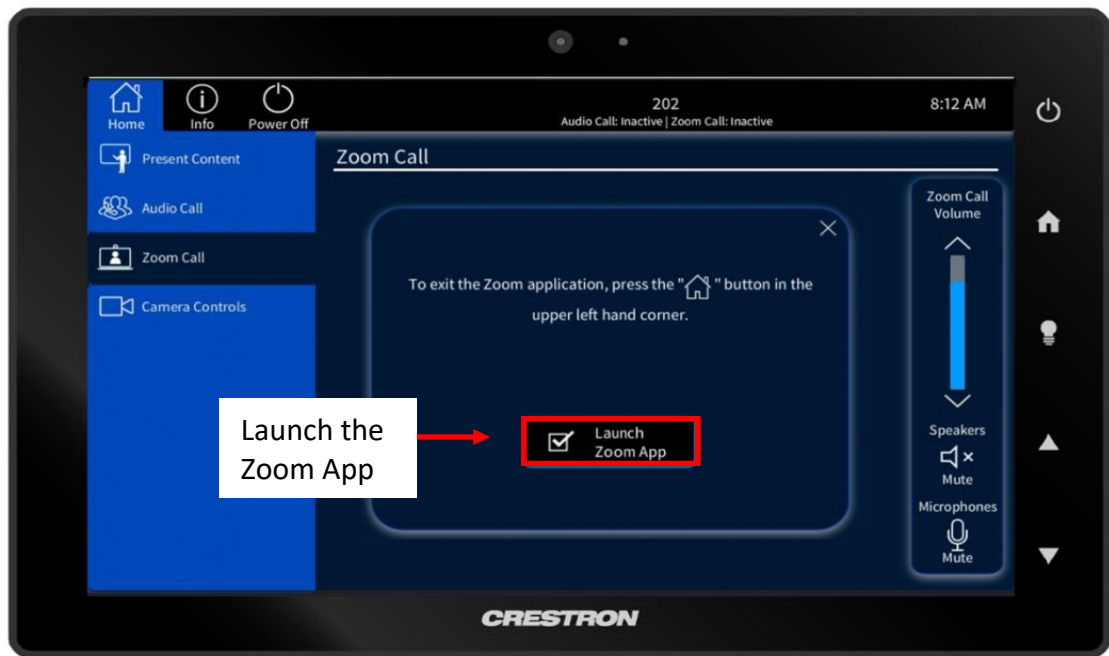 Home
Info
Power Off
202
Audio Call: Inactive | Zoom Call: Inactive
8:12 AM
Present Content
Audio Call
Zoom Call
Camera Controls
Zoom Call
To exit the Zoom application, press the " " button in the
upper left hand corner.
Launch the
Zoom App
Launch
Zoom App
Zoom Call
Volume
Speakers
Mute
Microphones
Mute
CRESTRON